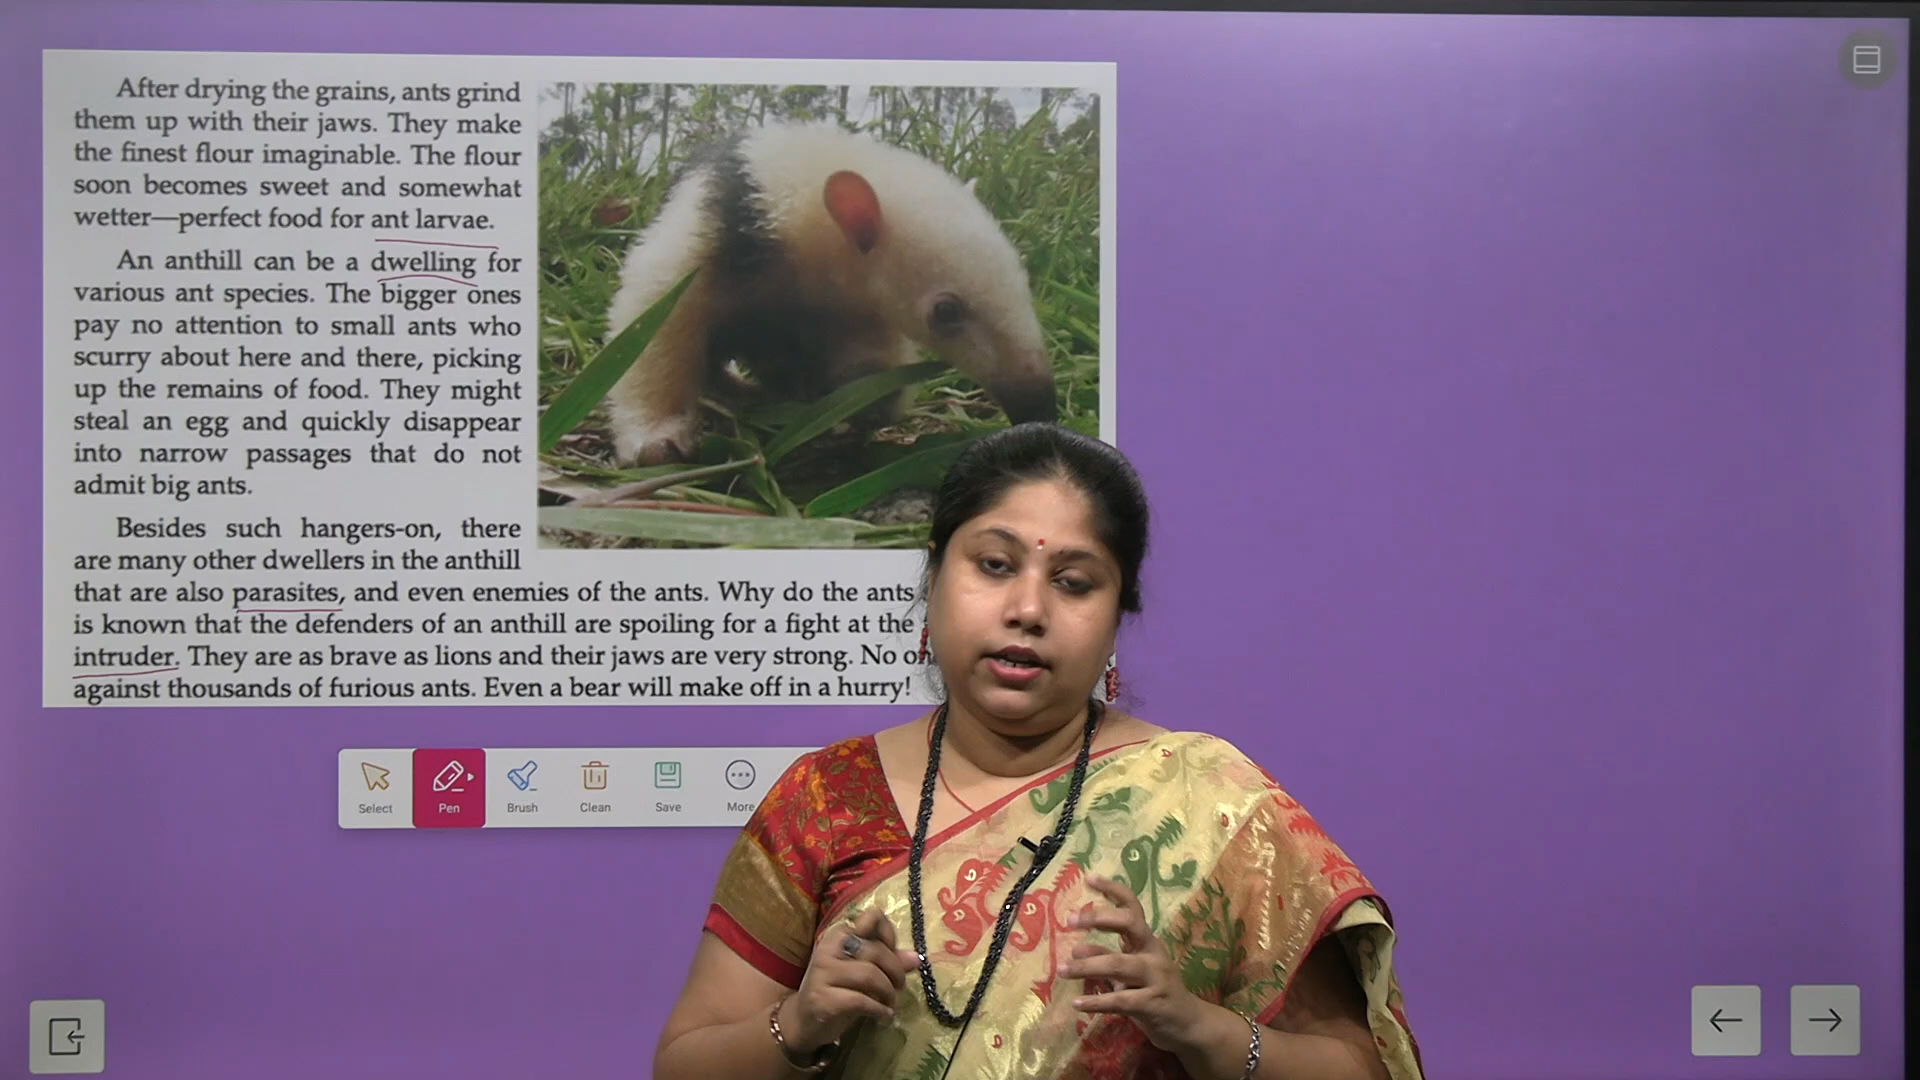 After drying the grains, ants grind
them up with their jaws. They make
the finest flour imaginable. The flour
soon becomes sweet and somewhat
wetter—perfect food for ant larvae.
An anthill can be a dwelling for
various ant species. The bigger ones
pay no attention to small ants who
scurry about here and there, picking
up the remains of food. They might
steal an egg and quickly disappear
into narrow passages that do not
admit big ants.
Besides such hangers-on, there
are many other dwellers in the anthill
that are also parasites, and even enemies of the ants. Why do the ants
is known that the defenders of an anthill are spoiling for a fight at the
intruder. They are as brave as lions and their jaws are very strong. No
against thousands of furious ants. Even a bear will make off in a hurry!
Select
Pen
Brush
Clean
Save
More